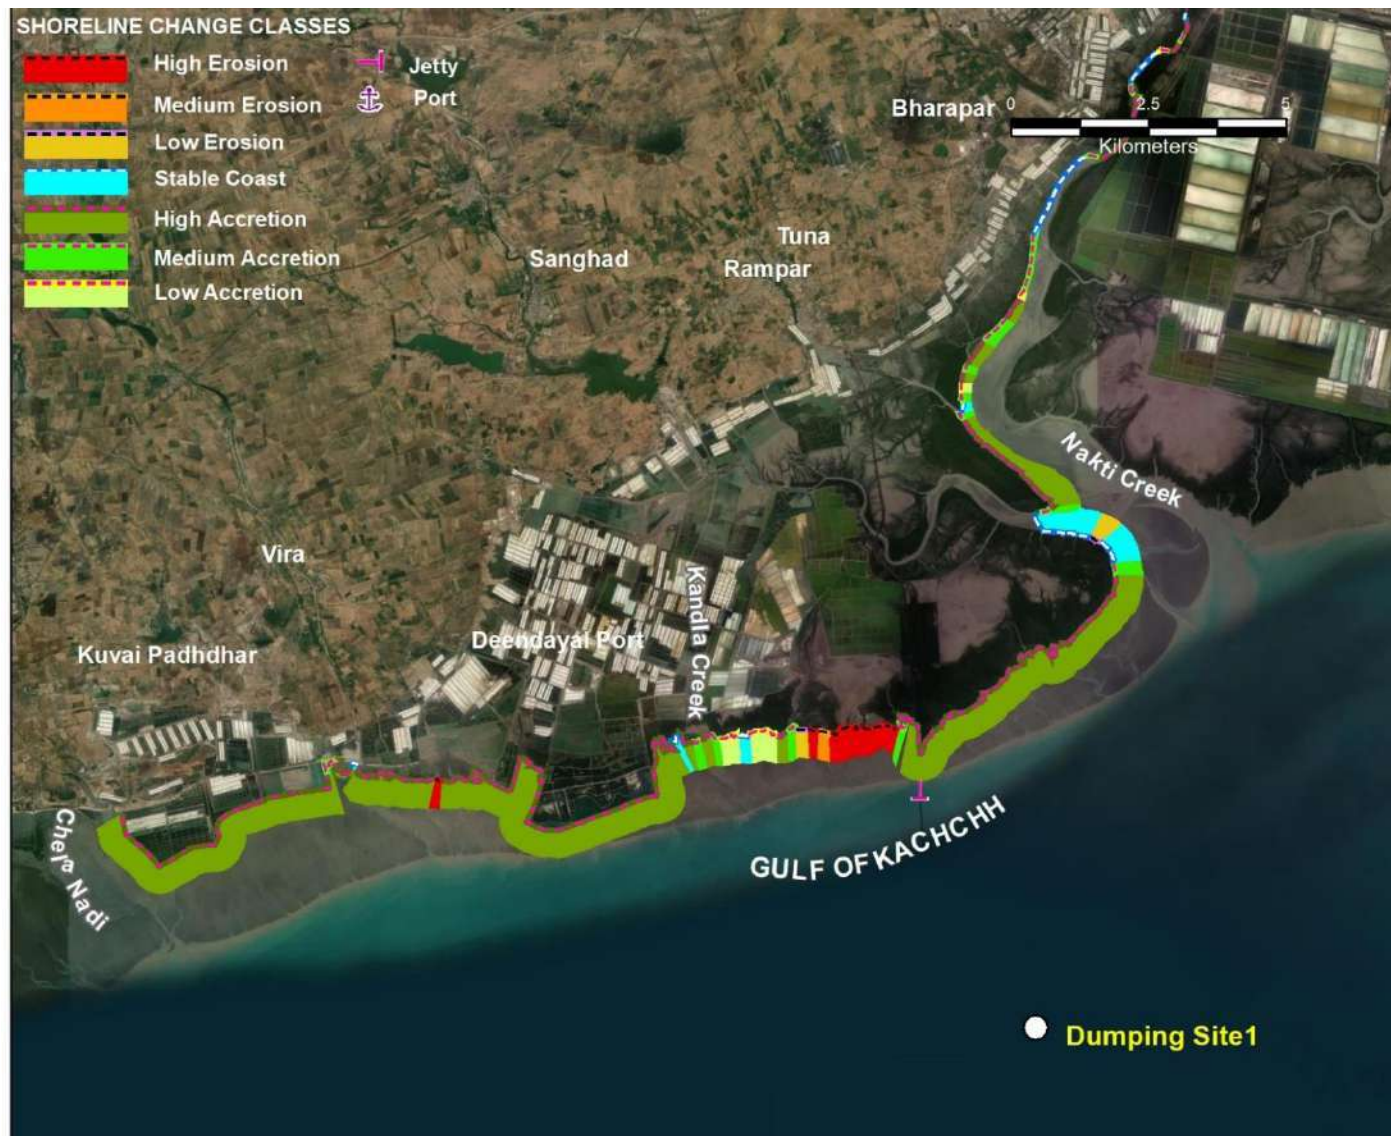 SHORELINE CHANGE CLASSES
High Erosion
Medium Erosion
Low Erosion
Stable Coast
High Accretion
Medium Accretion
Low Accretion
Jetty
Port
Bharapar
0 2.5 5
Kilometers
Tuna
Rampar
Sanghad
Nakti Creek
Vira
Kandla Creek
Deendayal Port
Kuvai Padhdhar
Chela Nadi
GULF OF KACHCHH
Dumping Site1